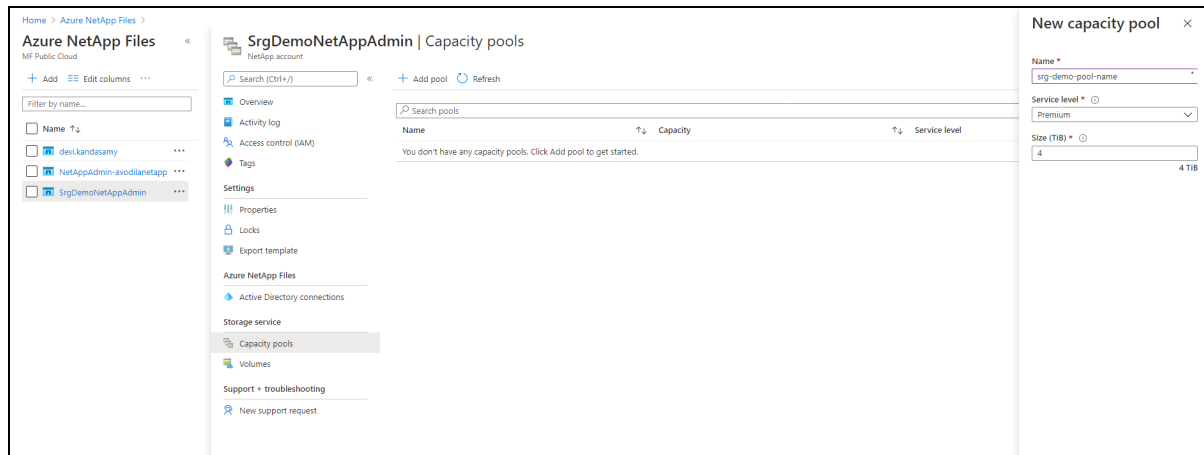 Home > Azure NetApp Files >
Azure NetApp Files «
MF Public Cloud
+ Add Edit columns ...
Filter by name...
Name ↑↓
devi.kandasamy ...
NetAppAdmin-avodilanetapp ...
SrgDemoNetAppAdmin ...
SrgDemoNetAppAdmin | Capacity pools
NetApp account
Search (Ctrl+/) «
Overview
Activity log
Access control (IAM)
Tags
Settings
Properties
Locks
Export template
Azure NetApp Files
Active Directory connections
Storage service
Capacity pools
Volumes
Support + troubleshooting
New support request
+ Add pool Refresh
Search pools
Name ↑↓ Capacity ↑↓ Service level
You don't have any capacity pools. Click Add pool to get started.
New capacity pool ×
Name *
srg-demo-pool-name
Service level *
Premium
Size (TiB) *
4
4 TiB